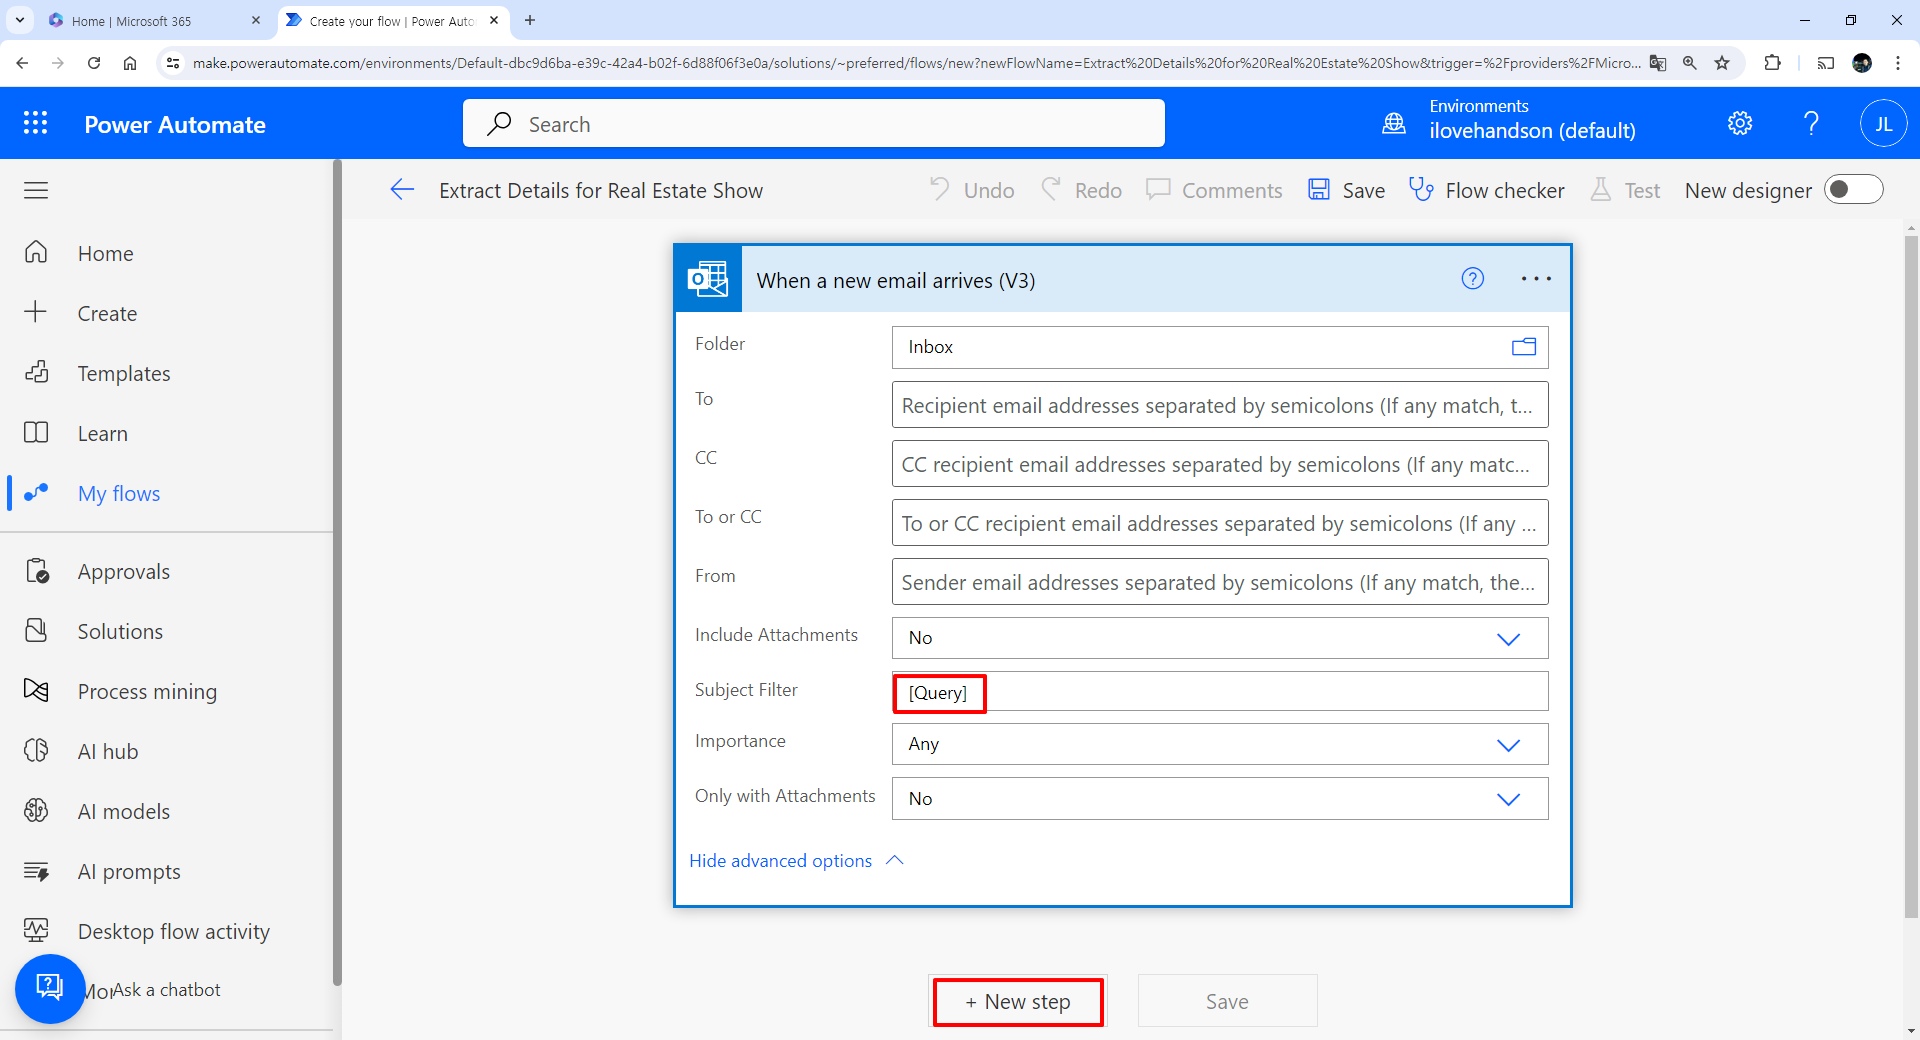 Home | Microsoft 365
Create your flow | Power Auto
make.powerautomate.com/environments/Default-dbc9d6ba-e39c-42a4-b02f-6d88f06f3e0a/solutions/~preferred/flows/new?newFlowName=Extract%20Details%20for%20Real%20Estate%20Show&trigger=%2Fproviders%2FMicro...
Power Automate
Search
Environments
ilovehandson (default)
JL
Extract Details for Real Estate Show
Undo
Redo
Comments
Save
Flow checker
Test
New designer
Home
Create
Templates
Learn
My flows
Approvals
Solutions
Process mining
AI hub
AI models
AI prompts
Desktop flow activity
Mor
Ask a chatbot
When a new email arrives (V3)
Folder
Inbox
To
Recipient email addresses separated by semicolons (If any match, t...
CC
CC recipient email addresses separated by semicolons (If any matc...
To or CC
To or CC recipient email addresses separated by semicolons (If any ...
From
Sender email addresses separated by semicolons (If any match, the...
Include Attachments
No
Subject Filter
[Query]
Importance
Any
Only with Attachments
No
Hide advanced options
+ New step
Save